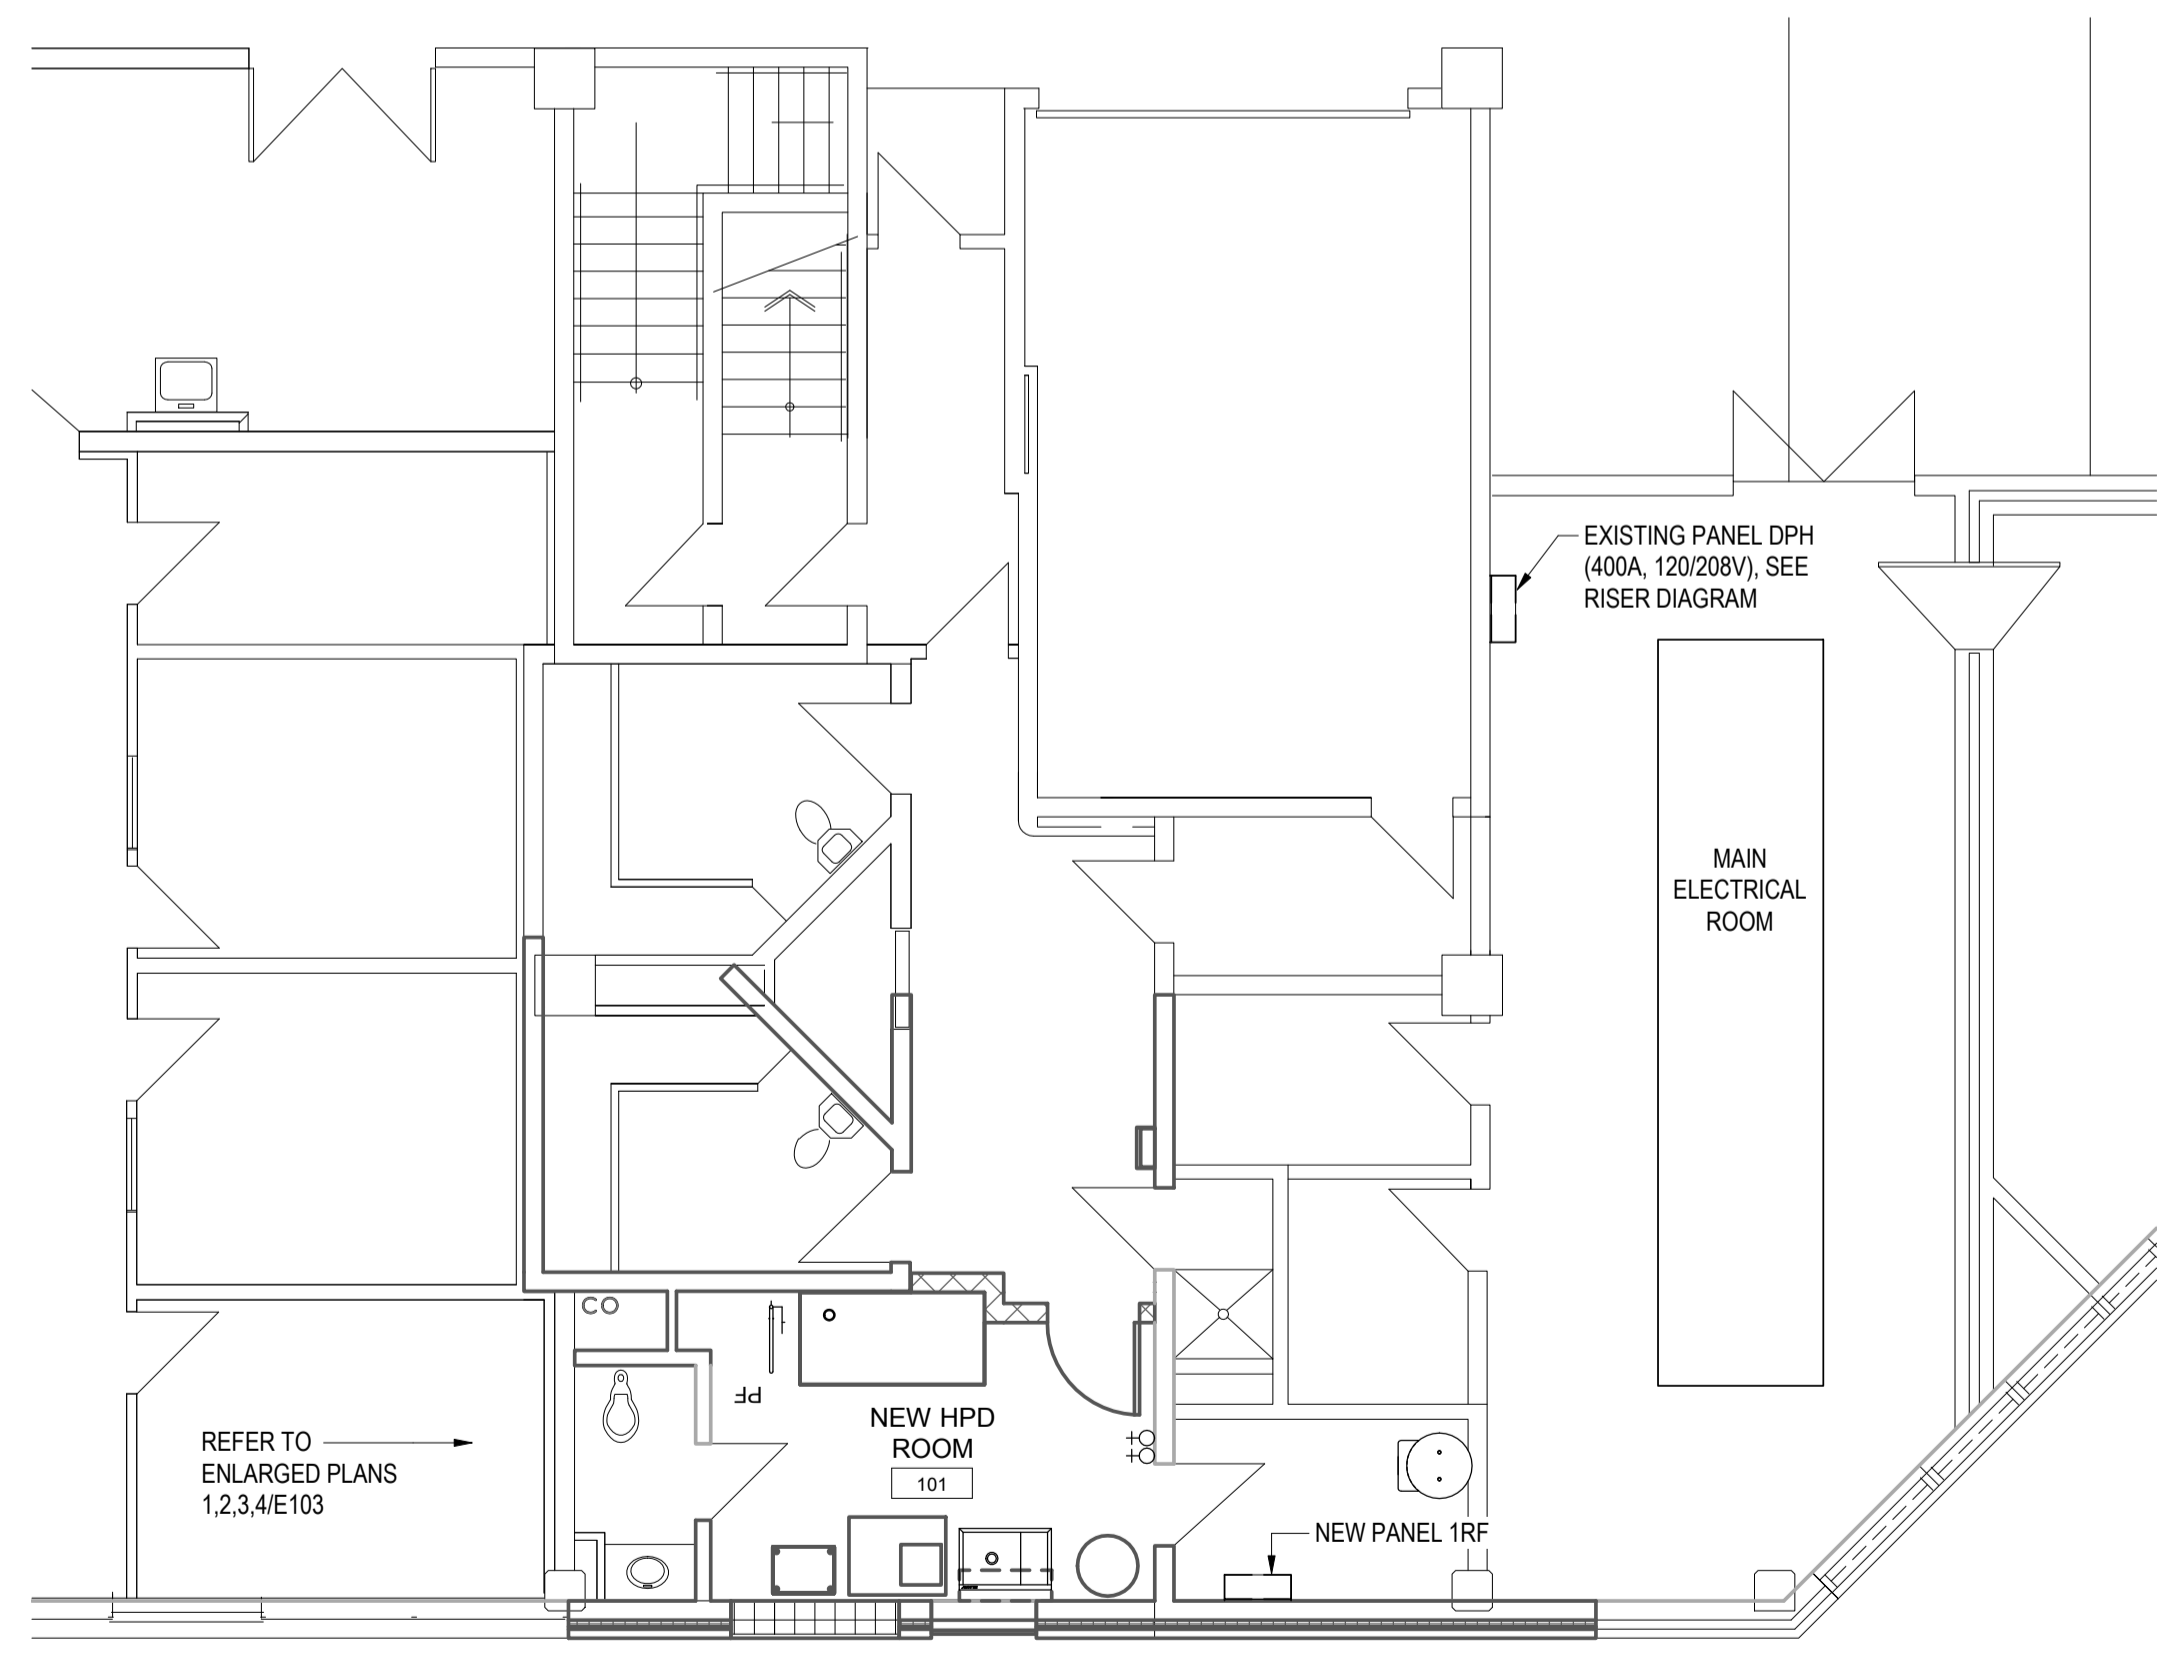 EXISTING PANEL DPH
(400A, 120/208V), SEE
RISER DIAGRAM
MAIN
ELECTRICAL
ROOM
CO
PF
NEW HPD
ROOM
101
REFER TO
ENLARGED PLANS
1,2,3,4/E103
NEW PANEL 1RF